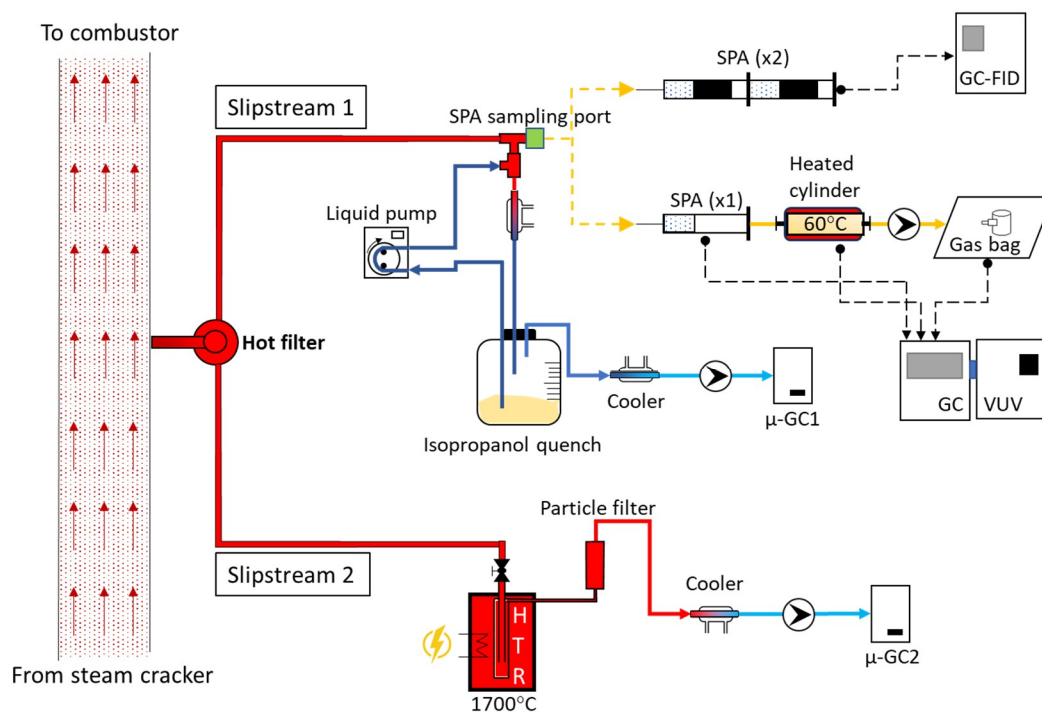 To combustor
Slipstream 1
SPA sampling port
SPA (x2)
GC-FID
Liquid pump
SPA (x1)
Heated
cylinder
60°C
Gas bag
Hot filter
Isopropanol quench
Cooler
μ-GC1
GC
VUV
Slipstream 2
Particle filter
Cooler
μ-GC2
H
T
R
1700°C
From steam cracker